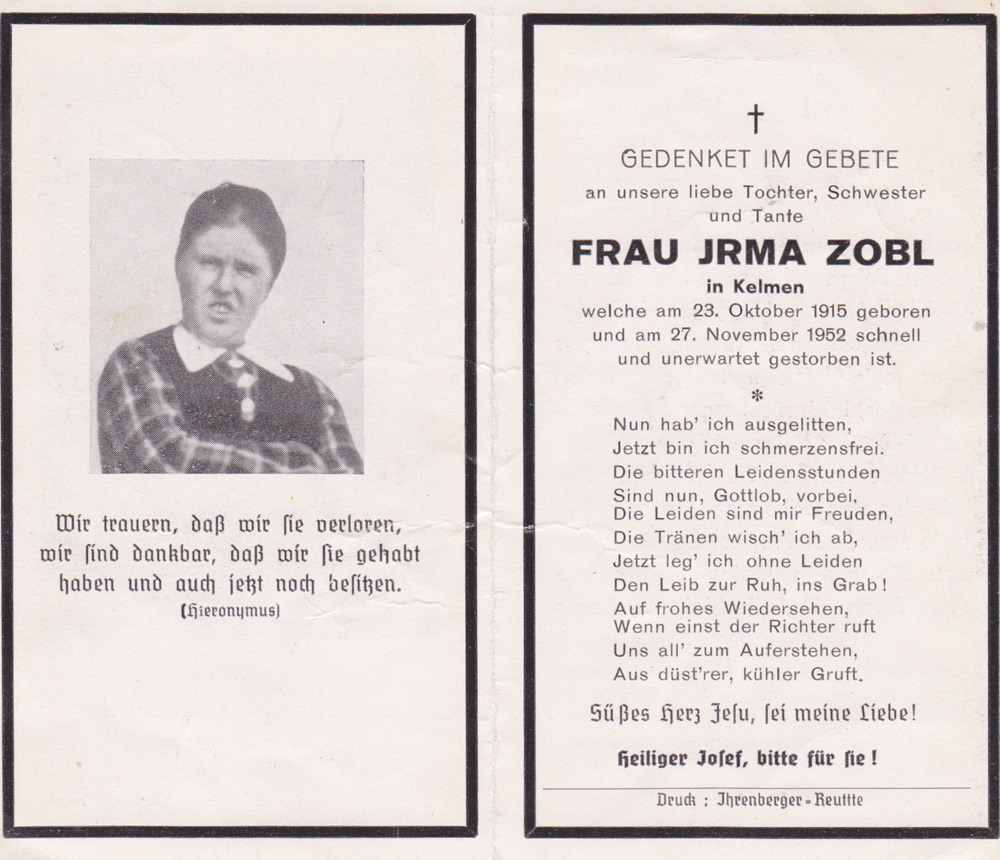 Wir trauern, daß wir sie verloren,
wir sind dankbar, daß wir sie gehabt
haben und auch jetzt noch besitzen.
(Hieronymus)
†
GEDENKET IM GEBETE
an unsere liebe Tochter, Schwester
und Tante
FRAU JRMA ZOBL
in Kelmen
welche am 23. Oktober 1915 geboren
und am 27. November 1952 schnell
und unerwartet gestorben ist.
*
Nun hab' ich ausgelitten,
Jetzt bin ich schmerzensfrei.
Die bitteren Leidensstunden
Sind nun, Gottlob, vorbei,
Die Leiden sind mir Freuden,
Die Tränen wisch' ich ab,
Jetzt leg' ich ohne Leiden
Den Leib zur Ruh, ins Grab!
Auf frohes Wiedersehen,
Wenn einst der Richter ruft
Uns all' zum Auferstehen,
Aus düst'rer, kühler Gruft.
Süßes Herz Jesu, sei meine Liebe!
Heiliger Josef, bitte für sie!
Druck : Ihrenberger-Reuttte